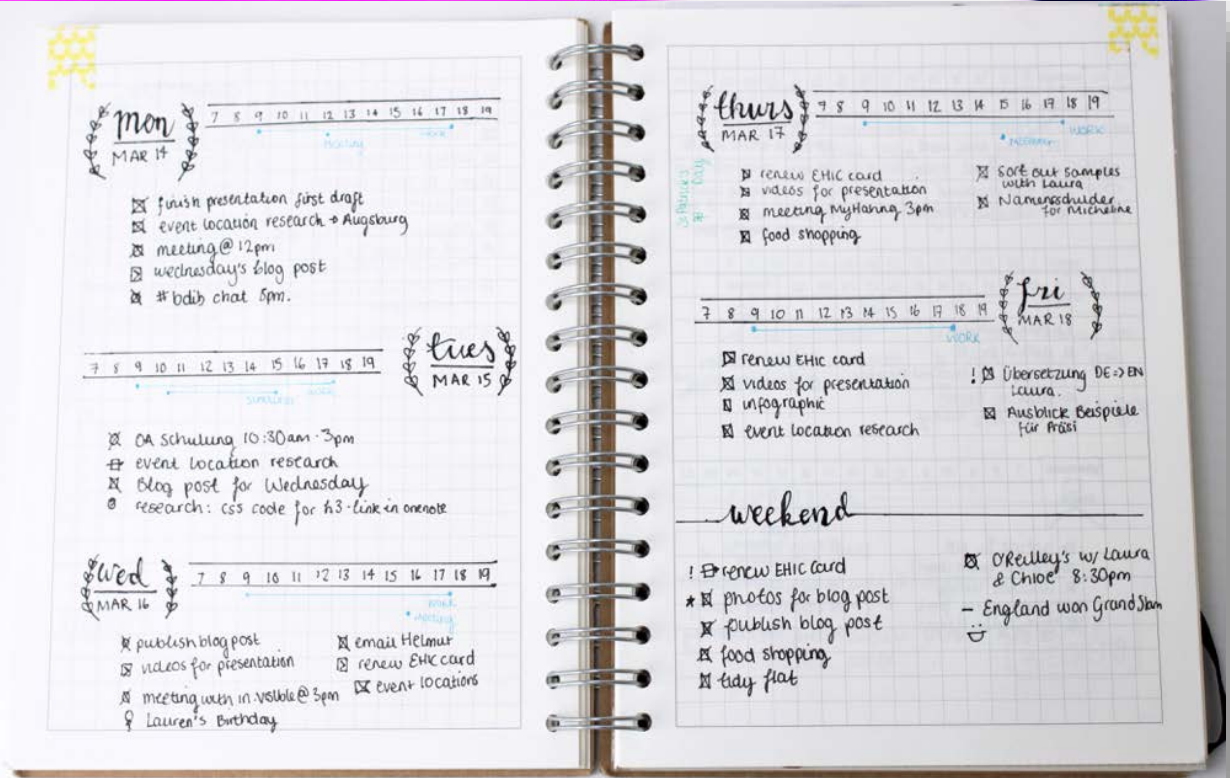 mon
MAR 14
7 8 9 10 11 12 13 14 15 16 17 18 19
Meeting
WORK
finish presentation first draft
event location research → Augsburg
meeting @ 12pm
wednesday's blog post
#bdib chat 8pm.
7 8 9 10 11 12 13 14 15 16 17 18 19
tues
MAR 15
WORK
OA Schulung 10:30am - 3pm
event location research
Blog post for Wednesday
research: css code for h3 - link in onenote
wed
MAR 16
7 8 9 10 11 12 13 14 15 16 17 18 19
WORK
meeting
publish blog post
videos for presentation
meeting with in.visible @ 3pm
Lauren's Birthday
email Helmut
renew EHIC card
event locations
thurs
MAR 17
7 8 9 10 11 12 13 14 15 16 17 18 19
WORK
St Patrick's
Day
renew EHIC card
videos for presentation
meeting 3pm
food shopping
sort out samples
with Laura
Namensschilder
für Micheline
7 8 9 10 11 12 13 14 15 16 17 18 19
fri
MAR 18
WORK
renew EHIC card
videos for presentation
infographic
event location research
! Übersetzung DE => EN
Laura.
Ausblick Beispiele
für Präsi
weekend
! renew EHIC card
* photos for blog post
publish blog post
food shopping
tidy flat
O'Reilley's w/ Laura
& Chloe 8:30pm
– England won Grand Slam